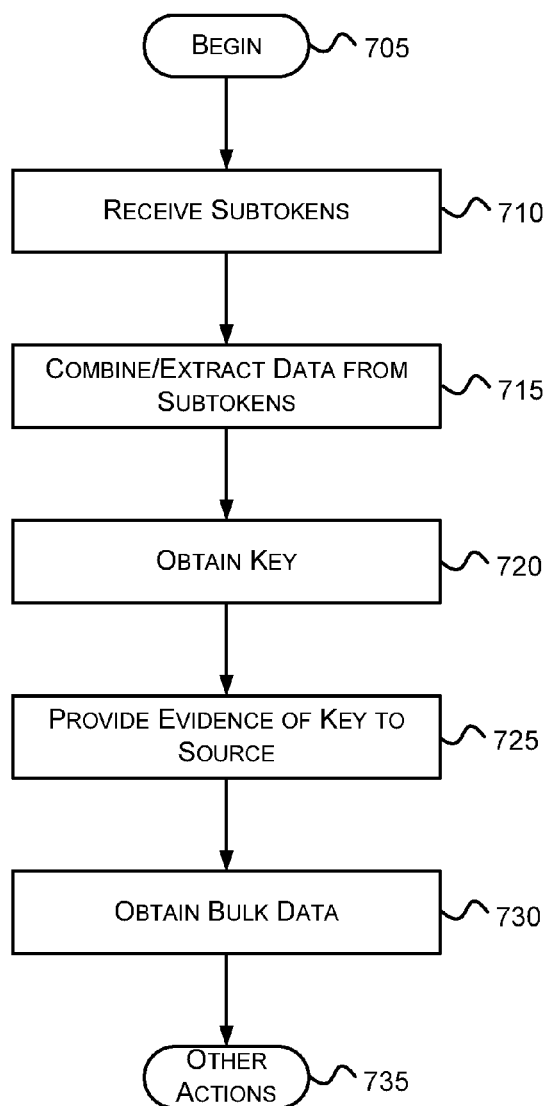 BEGIN
705
RECEIVE SUBTOKENS
710
COMBINE/EXTRACT DATA FROM
SUBTOKENS
715
OBTAIN KEY
720
PROVIDE EVIDENCE OF KEY TO
SOURCE
725
OBTAIN BULK DATA
730
OTHER
ACTIONS
735